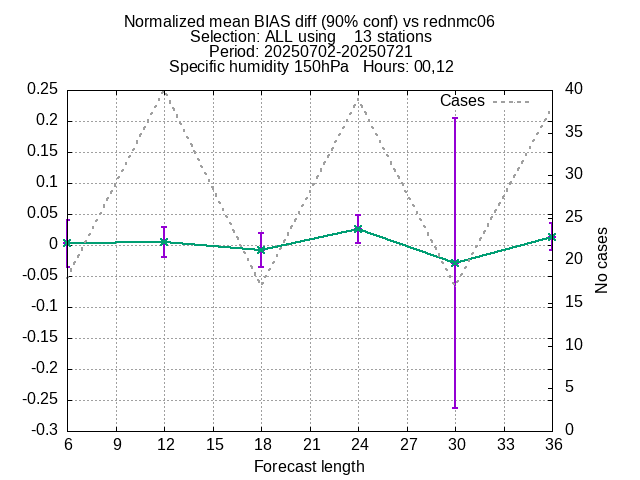 Normalized mean BIAS diff (90% conf) vs rednmc06
Selection: ALL using    13 stations
Period: 20250702-20250721
Specific humidity 150hPa   Hours: 00,12
Cases
0.25
0.2
0.15
0.1
0.05
0
-0.05
-0.1
-0.15
-0.2
-0.25
-0.3
40
35
30
25
20
15
10
5
0
No cases
6 9 12 15 18 21 24 27 30 33 36
Forecast length